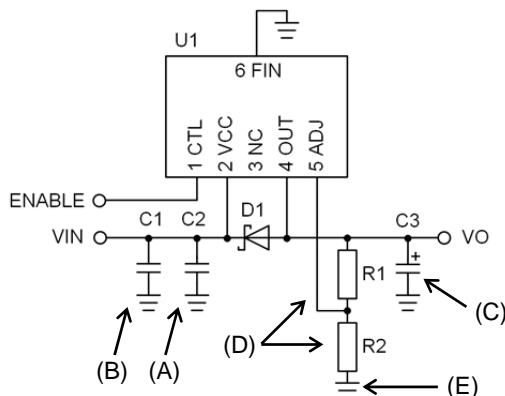 U1
6 FIN
1 CTL
2 VCC
3 NC
4 OUT
5 ADJ
ENABLE
C1
C2
D1
C3
VIN
VO
+
R1
(C)
(B)
(A)
(D)
R2
(E)